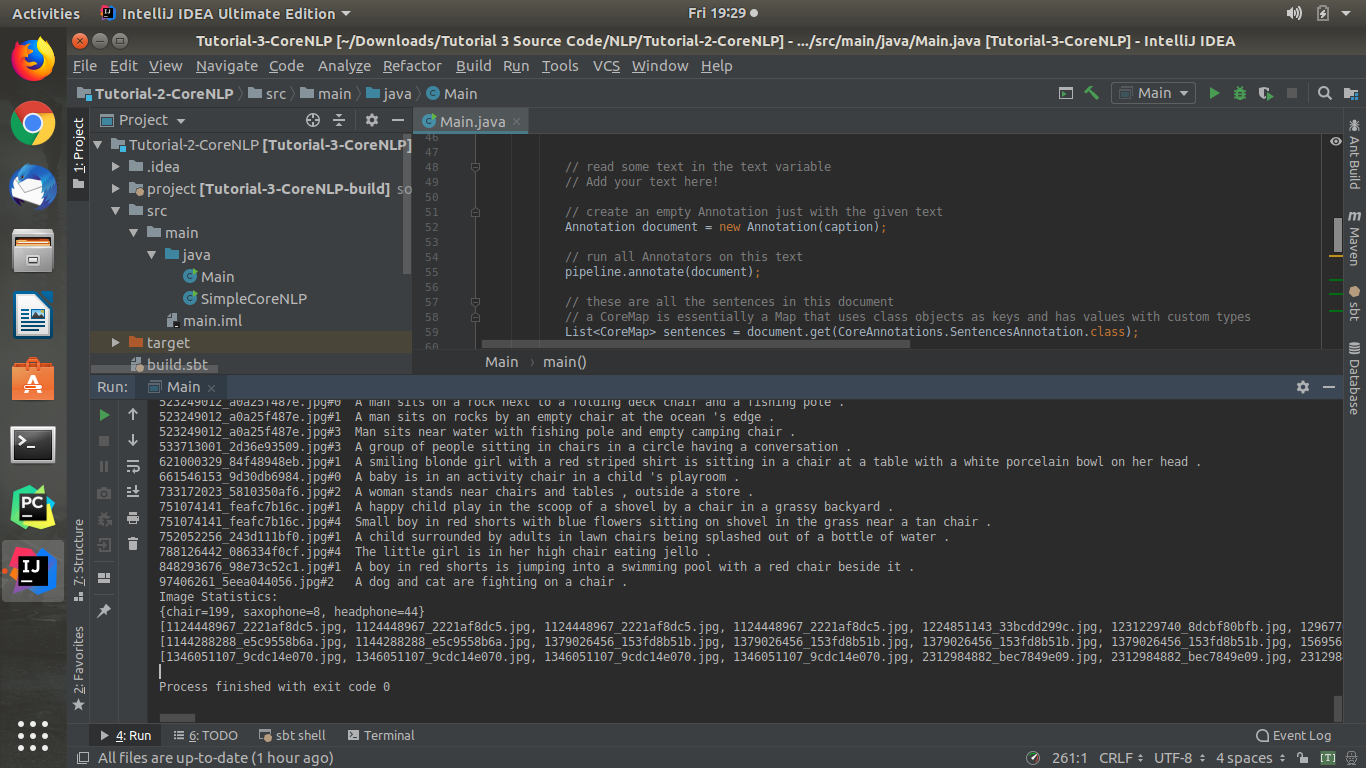 Activities IntelliJ IDEA Ultimate Edition Fri 19:29
Tutorial-3-CoreNLP [~/Downloads/Tutorial 3 Source Code/NLP/Tutorial-2-CoreNLP] - .../src/main/java/Main.java [Tutorial-3-CoreNLP] - IntelliJ IDEA
File Edit View Navigate Code Analyze Refactor Build Run Tools VCS Window Help
Tutorial-2-CoreNLP src main java Main Main
1: Project
Project
Tutorial-2-CoreNLP [Tutorial-3-CoreNLP]
.idea
project [Tutorial-3-CoreNLP-build] so
src
main
java
Main
SimpleCoreNLP
main.iml
target
build.sbt
Main.java
46
47
48 // read some text in the text variable
49 // Add your text here!
50
51 // create an empty Annotation just with the given text
52 Annotation document = new Annotation(caption);
53
54 // run all Annotators on this text
55 pipeline.annotate(document);
56
57 // these are all the sentences in this document
58 // a CoreMap is essentially a Map that uses class objects as keys and has values with custom types
59 List<CoreMap> sentences = document.get(CoreAnnotations.SentencesAnnotation.class);
60
Main main()
Ant Build
m Maven
sbt
Database
Run: Main
523249012_a0a25f487e.jpg#0 A man sits on a rock next to a folding deck chair and a fishing pole .
523249012_a0a25f487e.jpg#1 A man sits on rocks by an empty chair at the ocean 's edge .
523249012_a0a25f487e.jpg#3 Man sits near water with fishing pole and empty camping chair .
533713001_2d36e93509.jpg#3 A group of people sitting in chairs in a circle having a conversation .
621000329_84f48948eb.jpg#1 A smiling blonde girl with a red striped shirt is sitting in a chair at a table with a white porcelain bowl on her head .
661546153_9d30db6984.jpg#0 A baby is in an activity chair in a child 's playroom .
733172023_5810350af6.jpg#2 A woman stands near chairs and tables , outside a store .
751074141_feafc7b16c.jpg#1 A happy child play in the scoop of a shovel by a chair in a grassy backyard .
751074141_feafc7b16c.jpg#4 Small boy in red shorts with blue flowers sitting on shovel in the grass near a tan chair .
752052256_243d111bf0.jpg#1 A child surrounded by adults in lawn chairs being splashed out of a bottle of water .
788126442_086334f0cf.jpg#4 The little girl is in her high chair eating jello .
848293676_98e73c52c1.jpg#1 A boy in red shorts is jumping into a swimming pool with a red chair beside it .
97406261_5eea044056.jpg#2 A dog and cat are fighting on a chair .
Image Statistics:
{chair=199, saxophone=8, headphone=44}
[1124448967_2221af8dc5.jpg, 1124448967_2221af8dc5.jpg, 1124448967_2221af8dc5.jpg, 1124448967_2221af8dc5.jpg, 1224851143_33bcdd299c.jpg, 1231229740_8dcbf80bfb.jpg, 129677
[1144288288_e5c9558b6a.jpg, 1144288288_e5c9558b6a.jpg, 1379026456_153fd8b51b.jpg, 1379026456_153fd8b51b.jpg, 1379026456_153fd8b51b.jpg, 1379026456_153fd8b51b.jpg, 156956
[1346051107_9cdc14e070.jpg, 1346051107_9cdc14e070.jpg, 1346051107_9cdc14e070.jpg, 1346051107_9cdc14e070.jpg, 2312984882_bec7849e09.jpg, 2312984882_bec7849e09.jpg, 231298
Process finished with exit code 0
7: Structure
2: Favorites
4: Run 6: TODO sbt shell Terminal Event Log
All files are up-to-date (1 hour ago) 261:1 CRLF UTF-8 4 spaces [T]
PC
IJ